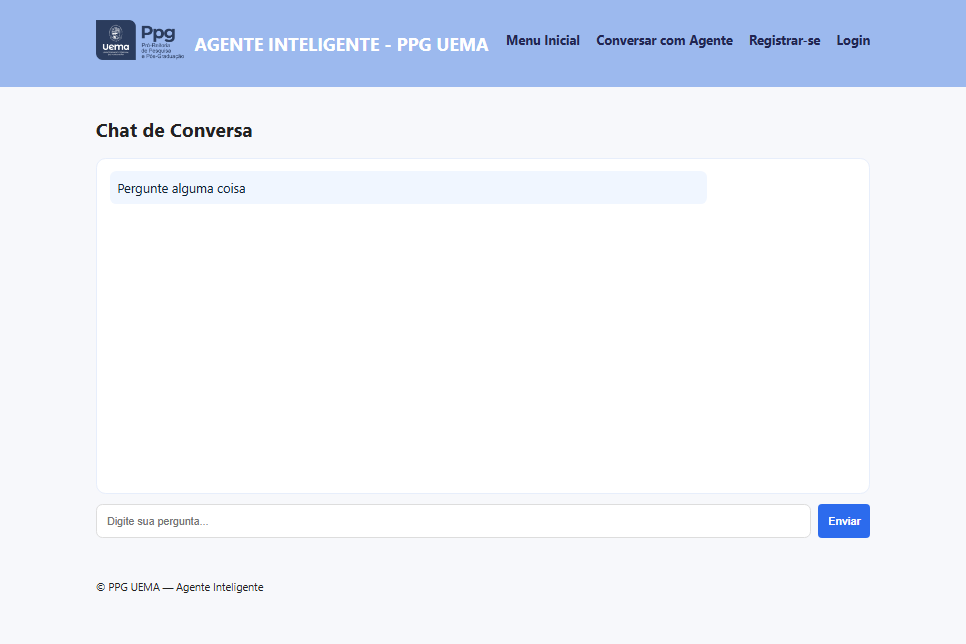 uema
Ppg
Pró-Reitoria
de Pesquisa
e Pós-Graduação
AGENTE INTELIGENTE - PPG UEMA
Menu Inicial
Conversar com Agente
Registrar-se
Login
Chat de Conversa
Pergunte alguma coisa
Digite sua pergunta...
Enviar
© PPG UEMA — Agente Inteligente